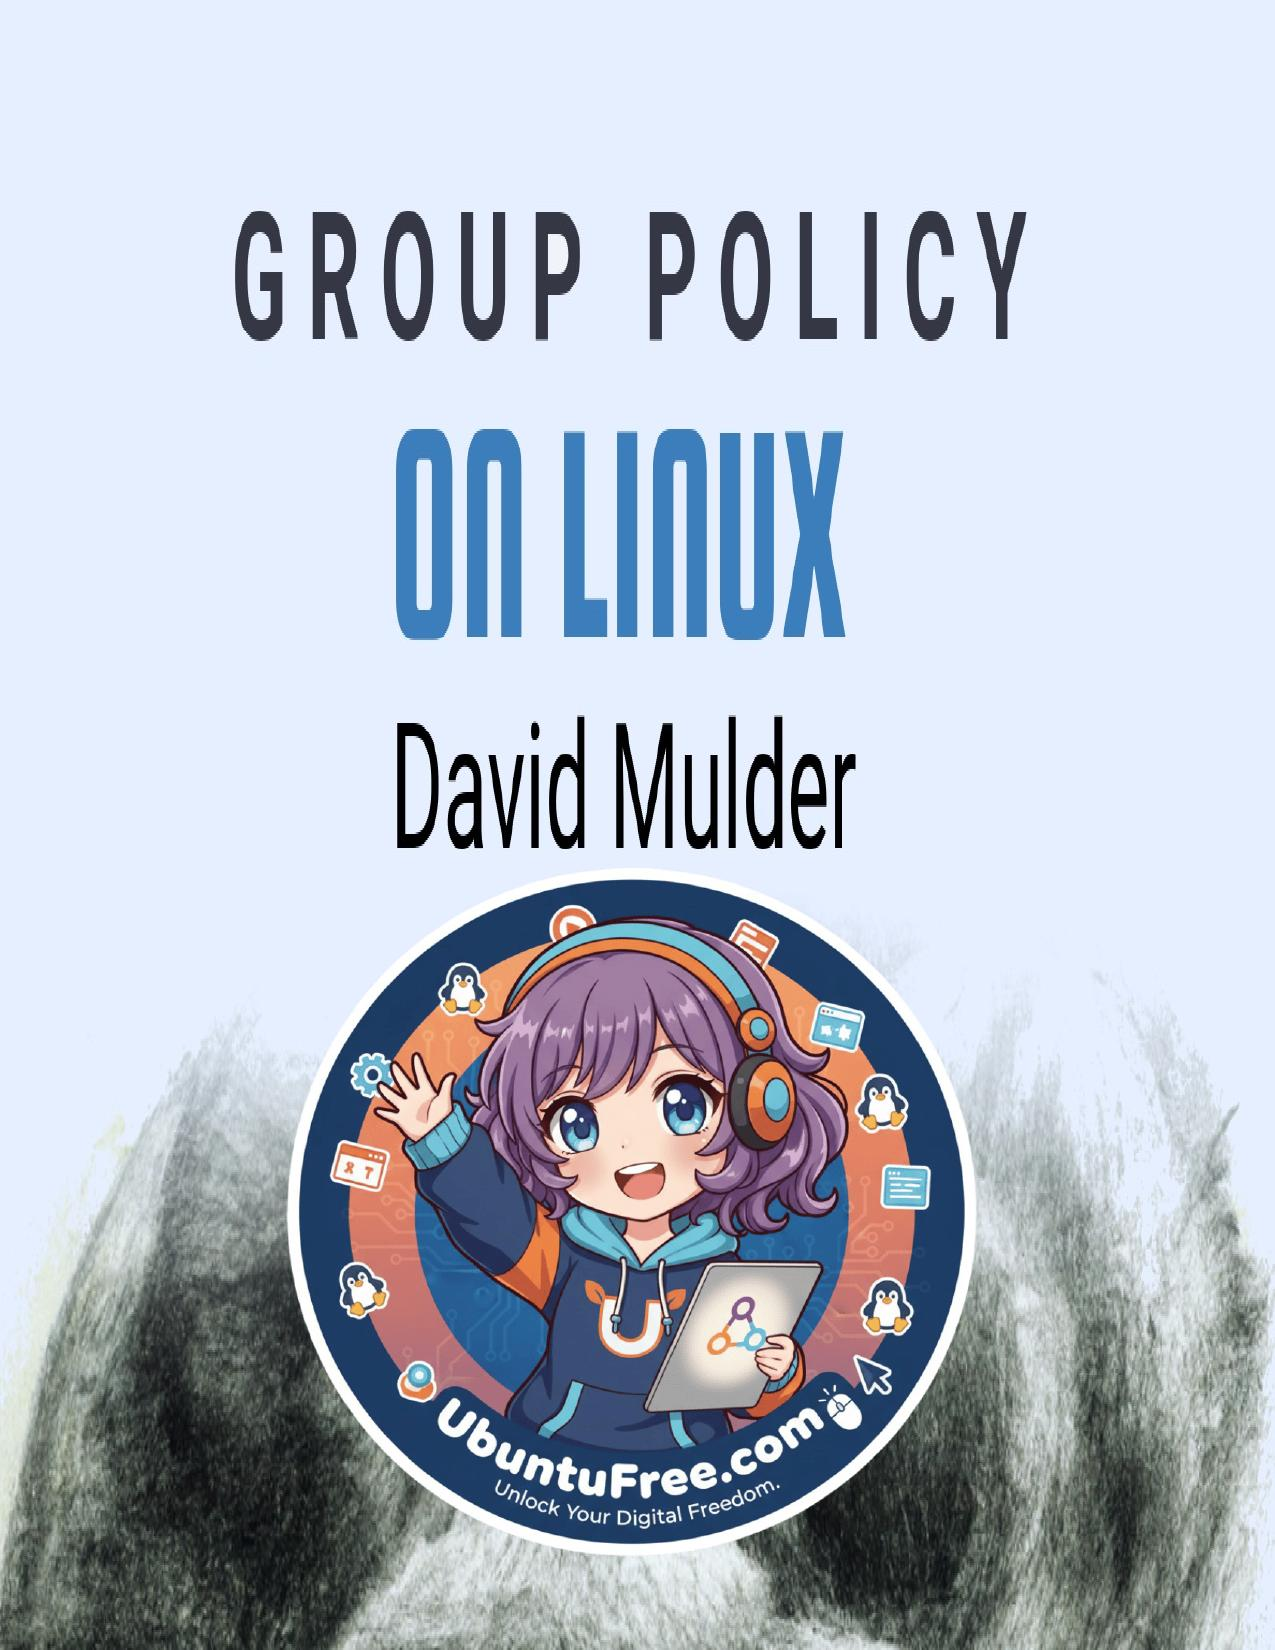 GROUP POLICY
ON LINUX
David Mulder
UbuntuFree.com
Unlock Your Digital Freedom.